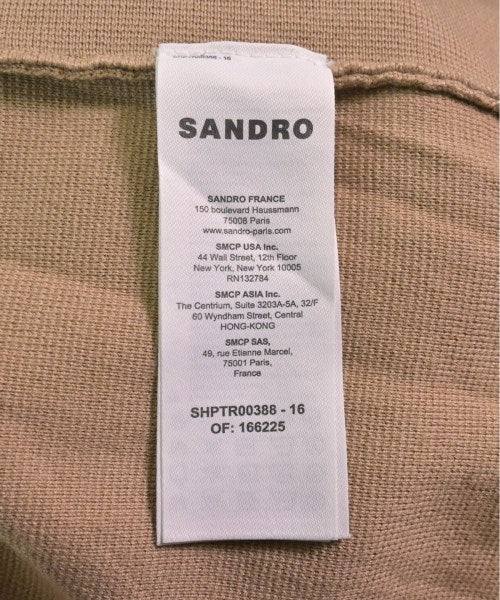 SHPTR00388 - 16
SANDRO
SANDRO FRANCE
150 boulevard Haussmann
75008 Paris
www.sandro-paris.com
SMCP USA Inc.
44 Wall Street, 12th Floor
New York, New York 10005
RN132784
SMCP ASIA Inc.
The Centrium, Suite 3203A-5A, 32/F
60 Wyndham Street, Central
HONG-KONG
SMCP SAS,
49, rue Etienne Marcel,
75001 Paris,
France
SHPTR00388 - 16
OF: 166225